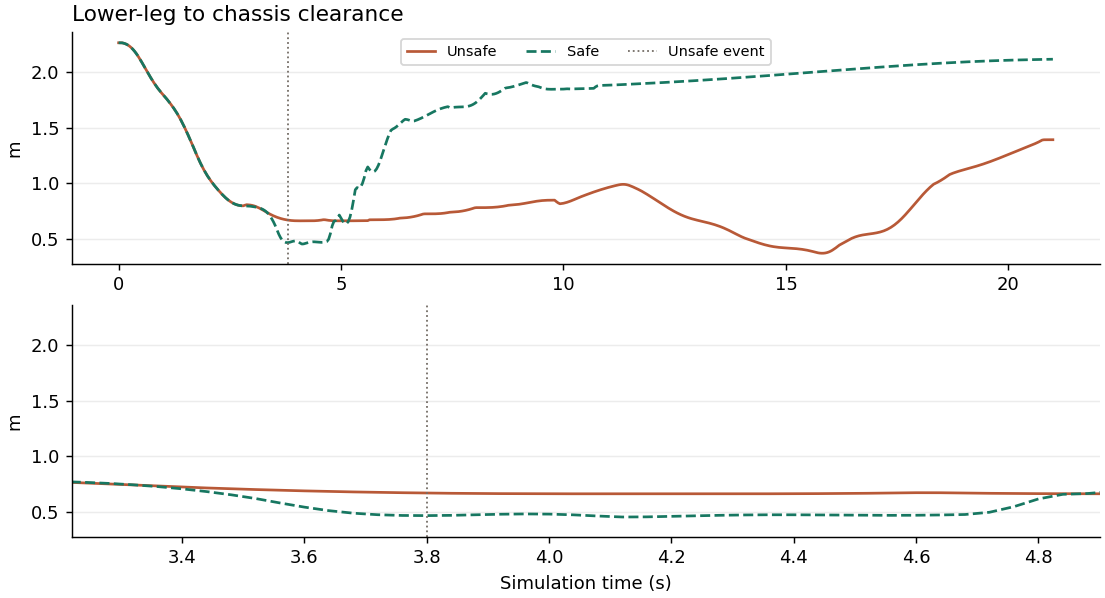 Lower-leg to chassis clearance
Unsafe Safe Unsafe event
m
2.0
1.5
1.0
0.5
0 5 10 15 20
m
2.0
1.5
1.0
0.5
3.4 3.6 3.8 4.0 4.2 4.4 4.6 4.8
Simulation time (s)